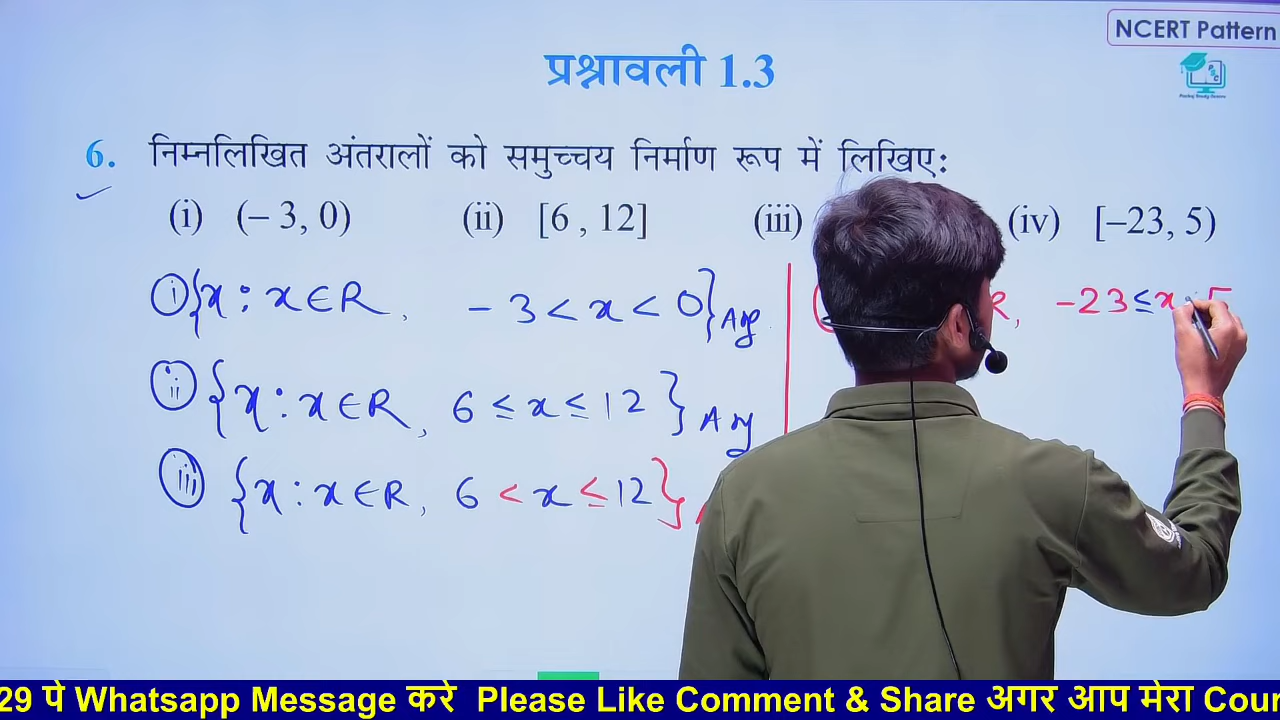 NCERT Pattern
प्रश्नावली 1.3
6. निम्नलिखित अंतरालों को समुच्चय निर्माण रूप में लिखिए:
(i) (– 3, 0) (ii) [6 , 12] (iii) (iv) [–23, 5)
(i) {x : x ∈ R, - 3 < x < 0} Ans
(ii) {x : x ∈ R, 6 ≤ x ≤ 12} Ans
(iii) {x : x ∈ R, 6 < x ≤ 12}
R, -23 ≤ x 5
29 पे Whatsapp Message करे Please Like Comment & Share अगर आप मेरा Cour